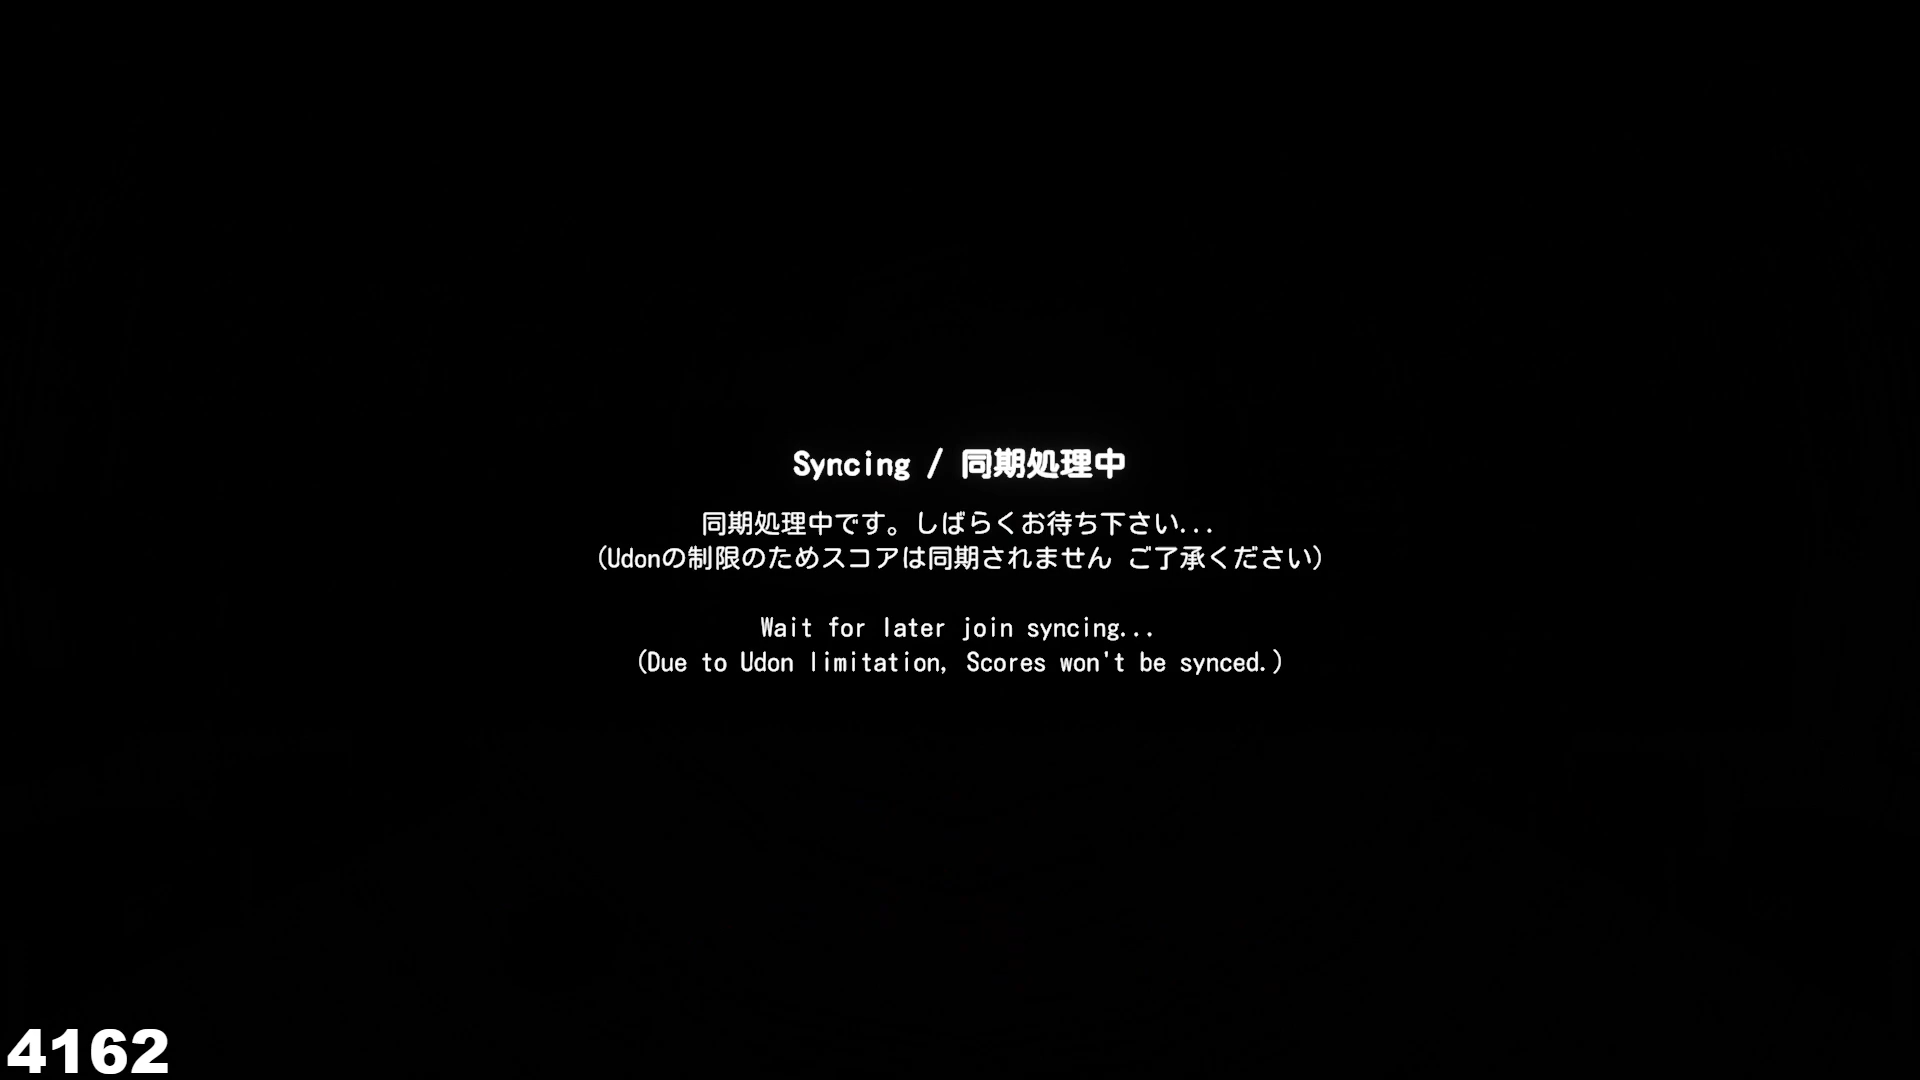 Syncing / 同期処理中
同期処理中です。しばらくお待ち下さい...
(Udonの制限のためスコアは同期されません ご了承ください)
Wait for later join syncing...
(Due to Udon limitation, Scores won't be synced.)
4162